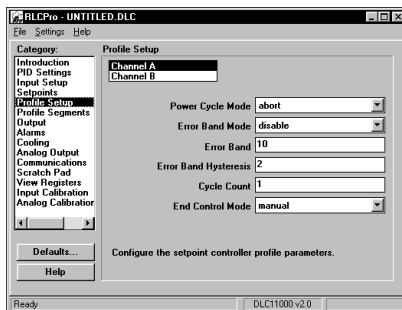 RLCPro - UNTITLED.DLC
File Settings Help
Category:
Introduction
PID Settings
Input Setup
Setpoints
Profile Setup
Profile Segments
Output
Alarms
Cooling
Analog Output
Communications
Scratch Pad
View Registers
Input Calibration
Analog Calibration
Defaults...
Help
Profile Setup
Channel A
Channel B
Power Cycle Mode abort
Error Band Mode disable
Error Band 10
Error Band Hysteresis 2
Cycle Count 1
End Control Mode manual
Configure the setpoint controller profile parameters.
Ready DLC11000 v2.0